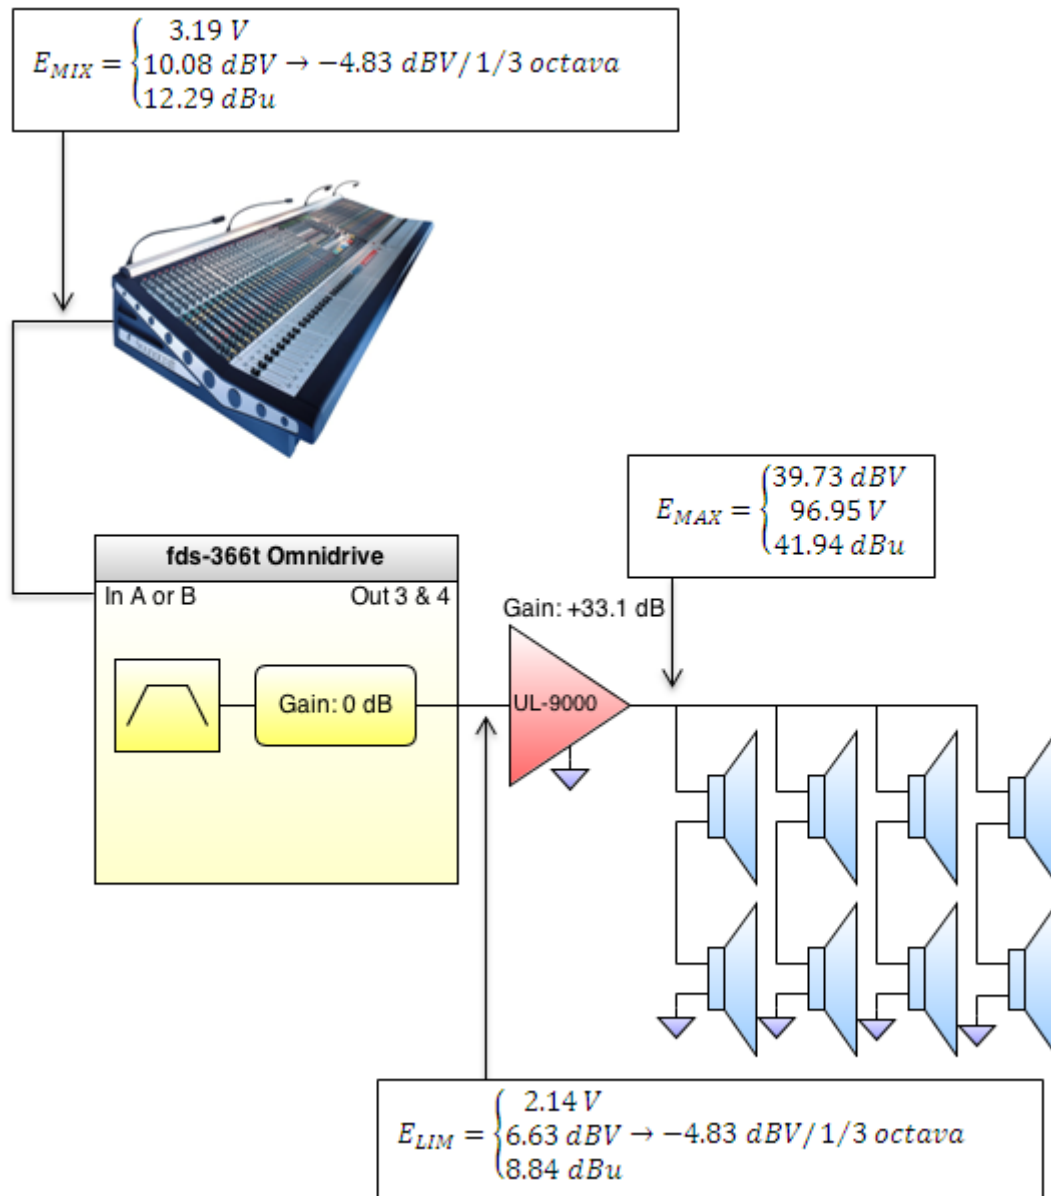 3.19 V
E_MIX = { 10.08 dBV → −4.83 dBV/ 1/3 octava
12.29 dBu
39.73 dBV
E_MAX = { 96.95 V
41.94 dBu
fds-366t Omnidrive
In A or B Out 3 & 4
Gain: +33.1 dB
Gain: 0 dB
UL-9000
2.14 V
E_LIM = { 6.63 dBV → −4.83 dBV/ 1/3 octava
8.84 dBu